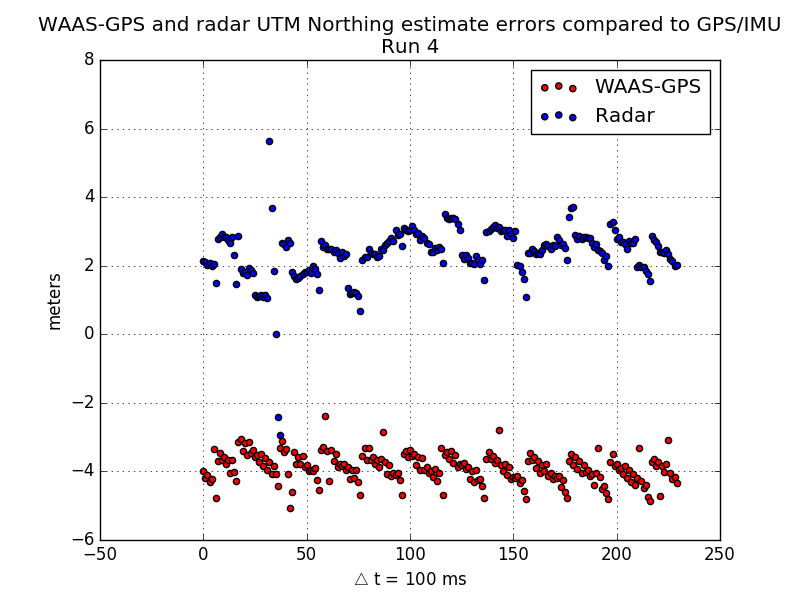 WAAS-GPS and radar UTM Northing estimate errors compared to GPS/IMU
Run 4
8
6
4
2
0
−2
−4
−6
meters
WAAS-GPS
Radar
−50
0
50
100
150
200
250
△ t = 100 ms